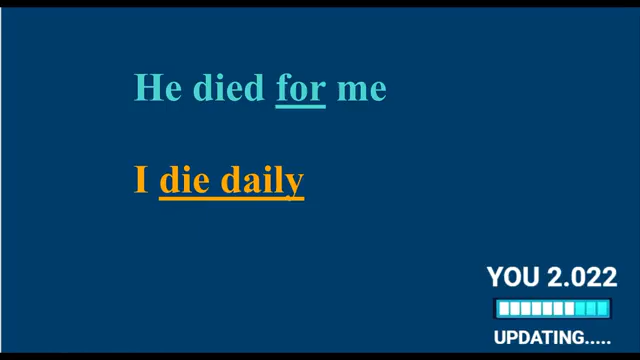 He died for me
I die daily
YOU 2.022
UPDATING.....